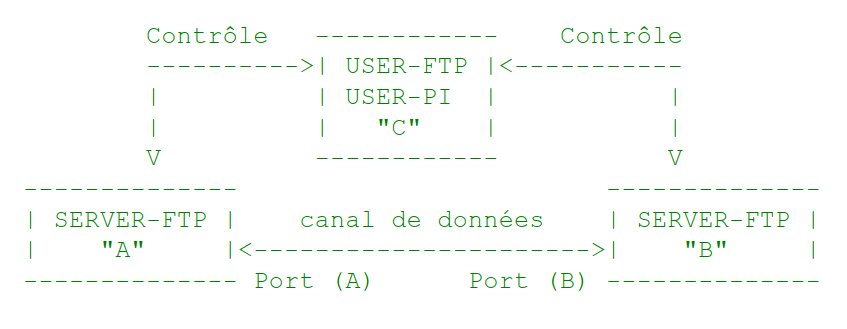 Contrôle   ------------    Contrôle
---------->| USER-FTP |<-----------
|          | USER-PI  |           |
|          |   "C"    |           |
V          ------------           V
--------------                        --------------
| SERVER-FTP |    canal de données    | SERVER-FTP |
|    "A"     |<---------------------->|    "B"     |
-------------- Port (A)      Port (B) --------------